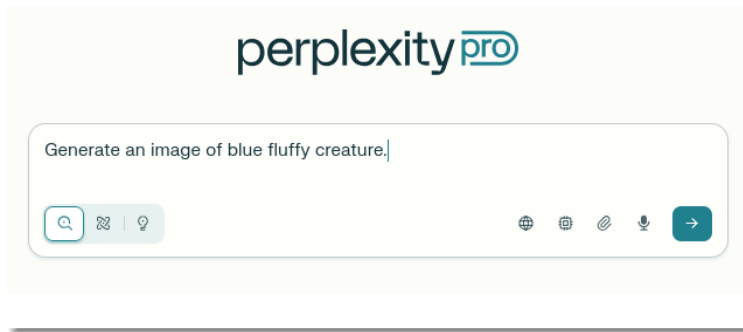 perplexity pro
Generate an image of blue fluffy creature.